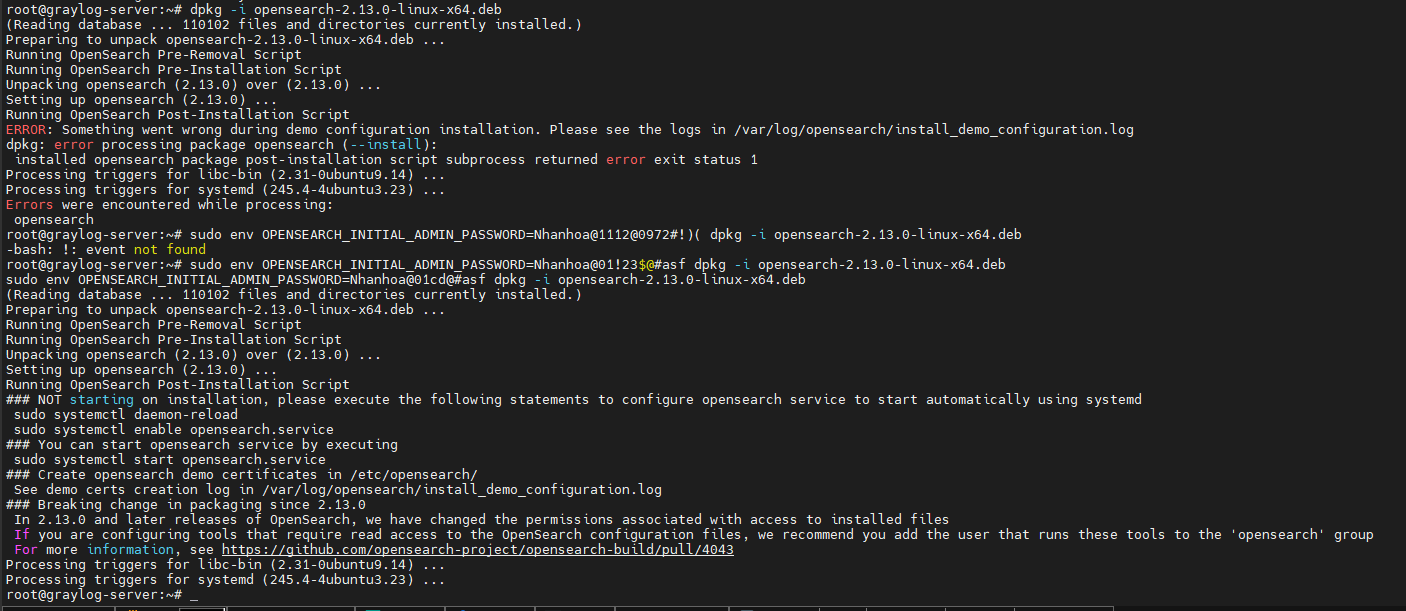 root@graylog-server:~# dpkg -i opensearch-2.13.0-linux-x64.deb
(Reading database ... 110102 files and directories currently installed.)
Preparing to unpack opensearch-2.13.0-linux-x64.deb ...
Running OpenSearch Pre-Removal Script
Running OpenSearch Pre-Installation Script
Unpacking opensearch (2.13.0) over (2.13.0) ...
Setting up opensearch (2.13.0) ...
Running OpenSearch Post-Installation Script
ERROR: Something went wrong during demo configuration installation. Please see the logs in /var/log/opensearch/install_demo_configuration.log
dpkg: error processing package opensearch (--install):
 installed opensearch package post-installation script subprocess returned error exit status 1
Processing triggers for libc-bin (2.31-0ubuntu9.14) ...
Processing triggers for systemd (245.4-4ubuntu3.23) ...
Errors were encountered while processing:
 opensearch
root@graylog-server:~# sudo env OPENSEARCH_INITIAL_ADMIN_PASSWORD=Nhanhoa@1112@0972#!)( dpkg -i opensearch-2.13.0-linux-x64.deb
-bash: !: event not found
root@graylog-server:~# sudo env OPENSEARCH_INITIAL_ADMIN_PASSWORD=Nhanhoa@01!23$@#asf dpkg -i opensearch-2.13.0-linux-x64.deb
sudo env OPENSEARCH_INITIAL_ADMIN_PASSWORD=Nhanhoa@01cd@#asf dpkg -i opensearch-2.13.0-linux-x64.deb
(Reading database ... 110102 files and directories currently installed.)
Preparing to unpack opensearch-2.13.0-linux-x64.deb ...
Running OpenSearch Pre-Removal Script
Running OpenSearch Pre-Installation Script
Unpacking opensearch (2.13.0) over (2.13.0) ...
Setting up opensearch (2.13.0) ...
Running OpenSearch Post-Installation Script
### NOT starting on installation, please execute the following statements to configure opensearch service to start automatically using systemd
 sudo systemctl daemon-reload
 sudo systemctl enable opensearch.service
### You can start opensearch service by executing
 sudo systemctl start opensearch.service
### Create opensearch demo certificates in /etc/opensearch/
 See demo certs creation log in /var/log/opensearch/install_demo_configuration.log
### Breaking change in packaging since 2.13.0
 In 2.13.0 and later releases of OpenSearch, we have changed the permissions associated with access to installed files
 If you are configuring tools that require read access to the OpenSearch configuration files, we recommend you add the user that runs these tools to the 'opensearch' group
 For more information, see https://github.com/opensearch-project/opensearch-build/pull/4043
Processing triggers for libc-bin (2.31-0ubuntu9.14) ...
Processing triggers for systemd (245.4-4ubuntu3.23) ...
root@graylog-server:~# _